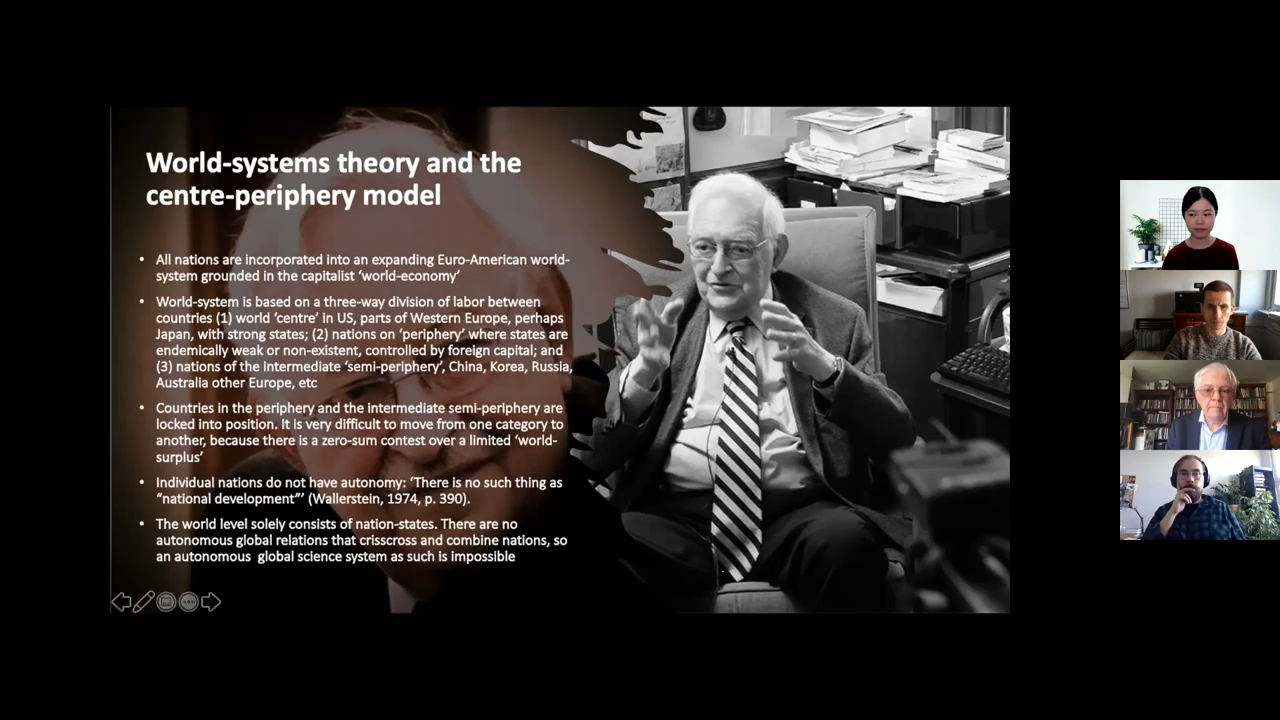 World-systems theory and the
centre-periphery model
• All nations are incorporated into an expanding Euro-American world-
system grounded in the capitalist ‘world-economy’
• World-system is based on a three-way division of labor between
countries (1) world ‘centre’ in US, parts of Western Europe, perhaps
Japan, with strong states; (2) nations on ‘periphery’ where states are
endemically weak or non-existent, controlled by foreign capital; and
(3) nations of the intermediate ‘semi-periphery’, China, Korea, Russia,
Australia other Europe, etc
• Countries in the periphery and the intermediate semi-periphery are
locked into position. It is very difficult to move from one category to
another, because there is a zero-sum contest over a limited ‘world-
surplus’
• Individual nations do not have autonomy: ‘There is no such thing as
“national development”’ (Wallerstein, 1974, p. 390).
• The world level solely consists of nation-states. There are no
autonomous global relations that crisscross and combine nations, so
an autonomous  global science system as such is impossible